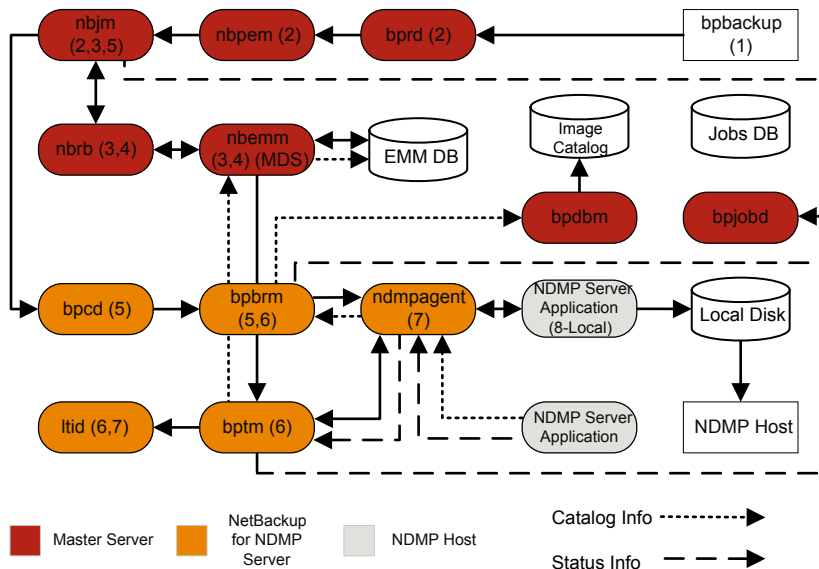 nbjm
(2,3,5)
nbpem (2)
bprd (2)
bpbackup
(1)
nbrb (3,4)
nbemm
(3,4) (MDS)
EMM DB
Image
Catalog
Jobs DB
bpdbm
bpjobd
bpcd (5)
bpbrm
(5,6)
ndmpagent
(7)
NDMP Server
Application
(8-Local)
Local Disk
ltid (6,7)
bptm (6)
NDMP Server
Application
NDMP Host
Master Server
NetBackup
for NDMP
Server
NDMP Host
Catalog Info
Status Info